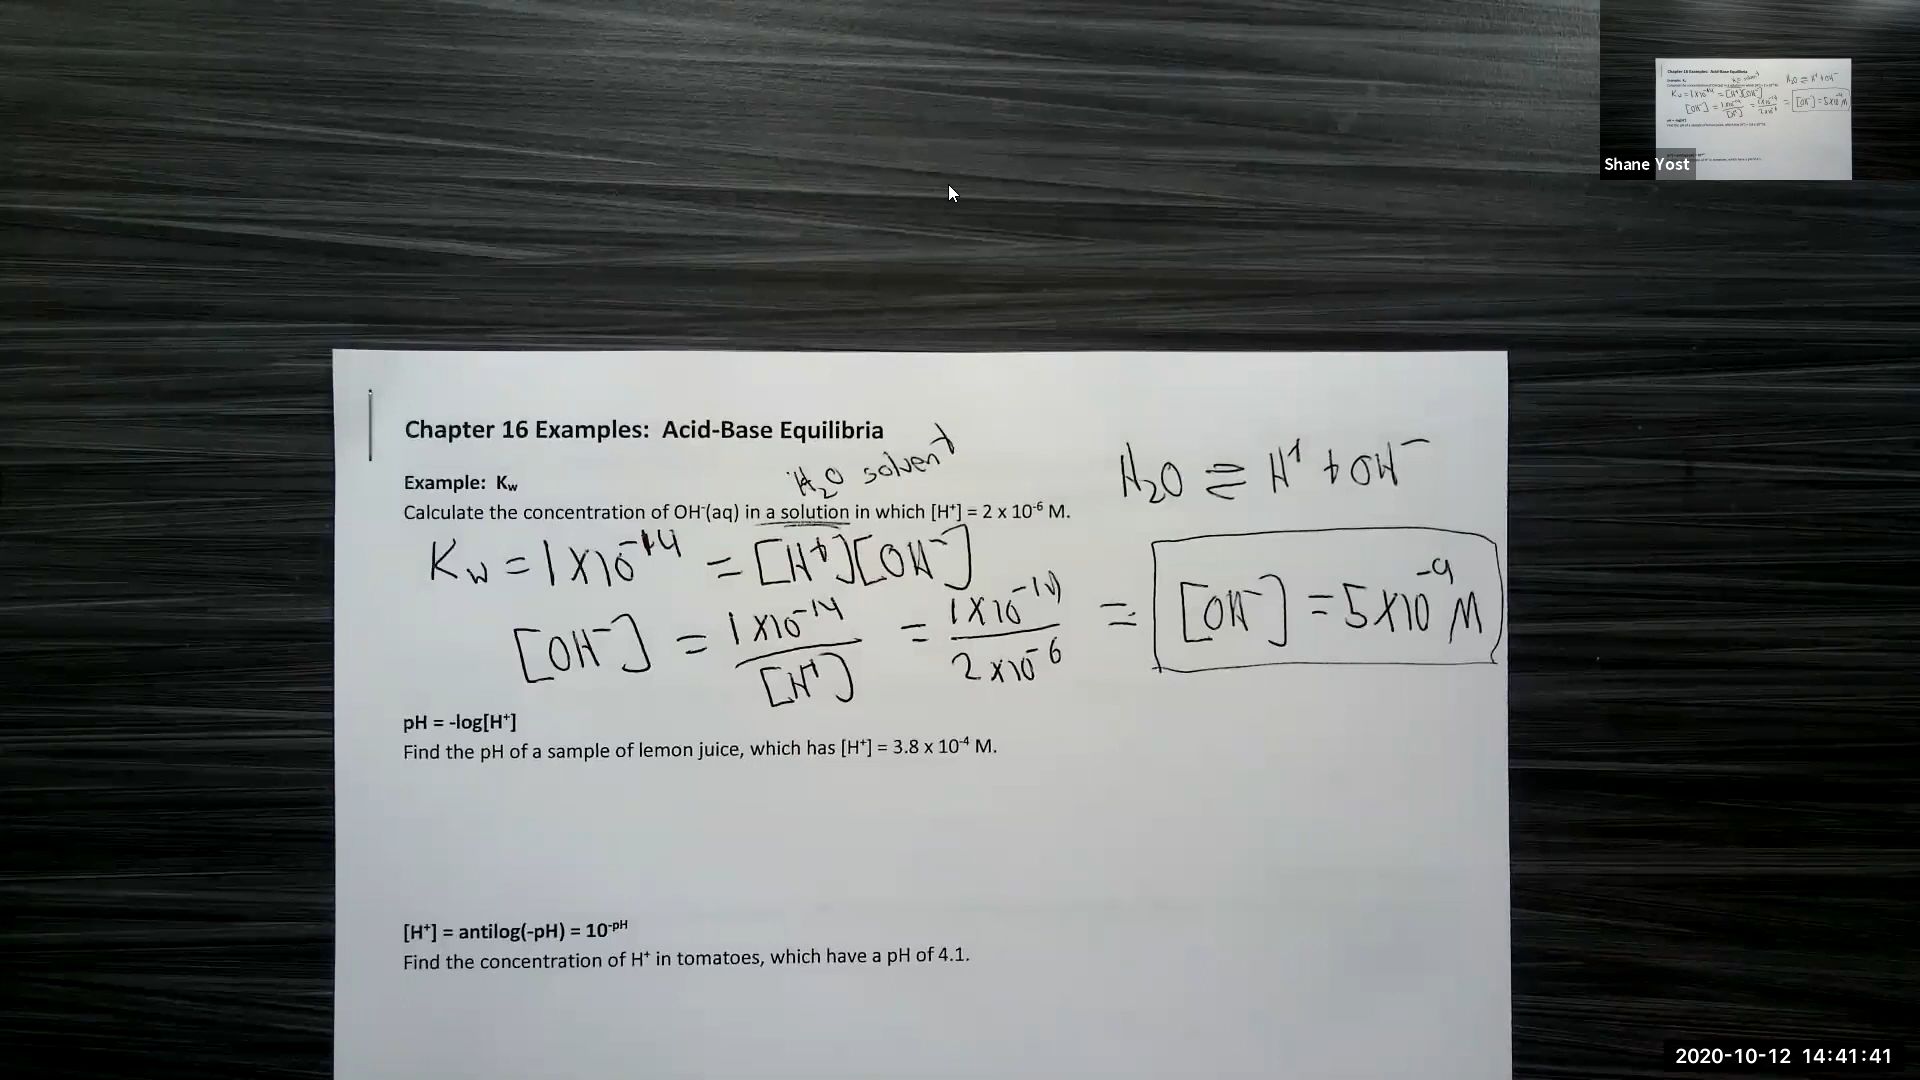 Shane Yost
Chapter 16 Examples: Acid-Base Equilibria
H₂O solvent
H₂O ⇌ H⁺ + OH⁻
Example: Kw
Calculate the concentration of OH⁻(aq) in a solution in which [H⁺] = 2 x 10⁻⁶ M.
Kw = 1 x 10⁻¹⁴ = [H⁺][OH⁻]
[OH⁻] = 1 x 10⁻¹⁴ / [H⁺] = 1 x 10⁻¹⁴ / 2 x 10⁻⁶ = [OH⁻] = 5 x 10⁻⁹ M
pH = -log[H⁺]
Find the pH of a sample of lemon juice, which has [H⁺] = 3.8 x 10⁻⁴ M.
[H⁺] = antilog(-pH) = 10⁻ᵖᴴ
Find the concentration of H⁺ in tomatoes, which have a pH of 4.1.
2020-10-12 14:41:41